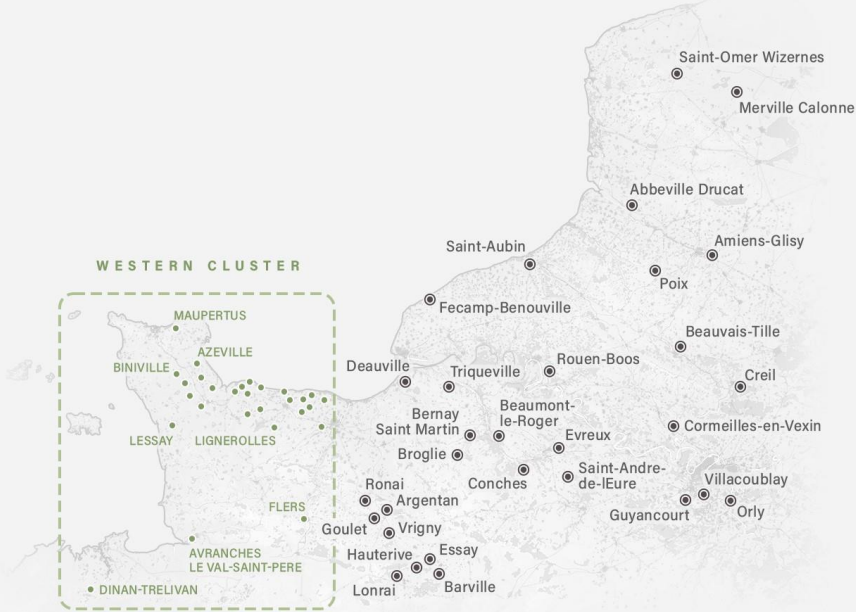 Saint-Omer Wizernes
Merville Calonne
Abbeville Drucat
Amiens-Glisy
Saint-Aubin
Poix
WESTERN CLUSTER
Fecamp-Benouville
MAUPERTUS
Beauvais-Tille
AZEVILLE
Rouen-Boos
BINIVILLE
Deauville
Triqueville
Creil
Bernay
Saint Martin
Beaumont-
le-Roger
Cormeilles-en-Vexin
LESSAY
LIGNEROLLES
Evreux
Broglie
Conches
Saint-Andre-
de-lEure
Ronai
Villacoublay
Argentan
FLERS
Guyancourt
Orly
Goulet
Vrigny
AVRANCHES
LE VAL-SAINT-PERE
Hauterive
Essay
DINAN-TRELIVAN
Lonrai
Barville